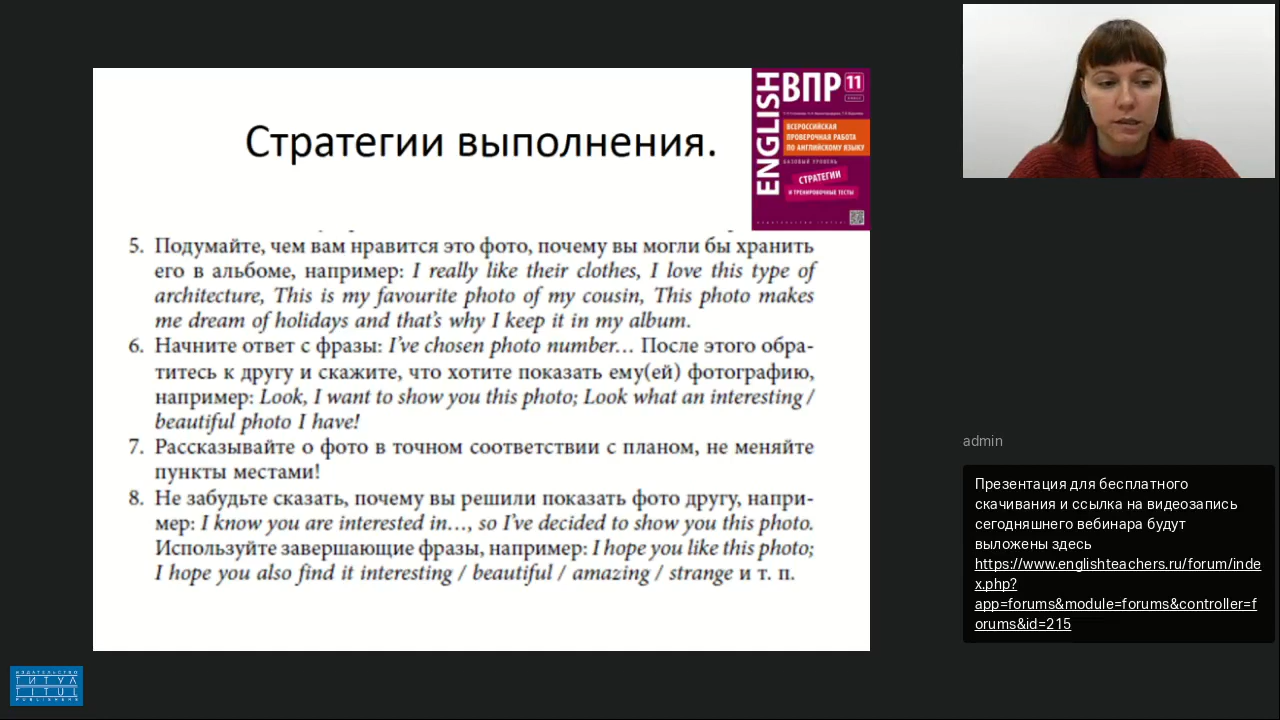 Стратегии выполнения.
ENGLISH
ВПР 11
ВСЕРОССИЙСКАЯ
ПРОВЕРОЧНАЯ РАБОТА
ПО АНГЛИЙСКОМУ ЯЗЫКУ
БАЗОВЫЙ УРОВЕНЬ
СТРАТЕГИИ
И ТРЕНИРОВОЧНЫЕ ТЕСТЫ
5. Подумайте, чем вам нравится это фото, почему вы могли бы хранить
его в альбоме, например: I really like their clothes, I love this type of
architecture, This is my favourite photo of my cousin, This photo makes
me dream of holidays and that's why I keep it in my album.
6. Начните ответ с фразы: I've chosen photo number... После этого обра-
титесь к другу и скажите, что хотите показать ему(ей) фотографию,
например: Look, I want to show you this photo; Look what an interesting /
beautiful photo I have!
7. Рассказывайте о фото в точном соответствии с планом, не меняйте
пункты местами!
8. Не забудьте сказать, почему вы решили показать фото другу, напри-
мер: I know you are interested in..., so I've decided to show you this photo.
Используйте завершающие фразы, например: I hope you like this photo;
I hope you also find it interesting / beautiful / amazing / strange и т. п.
admin
Презентация для бесплатного
скачивания и ссылка на видеозапись
сегодняшнего вебинара будут
выложены здесь
https://www.englishteachers.ru/forum/inde
x.php?
app=forums&module=forums&controller=f
orums&id=215
ИЗДАТЕЛЬСТВО
ТИТУЛ
TITUL
PUBLISHERS